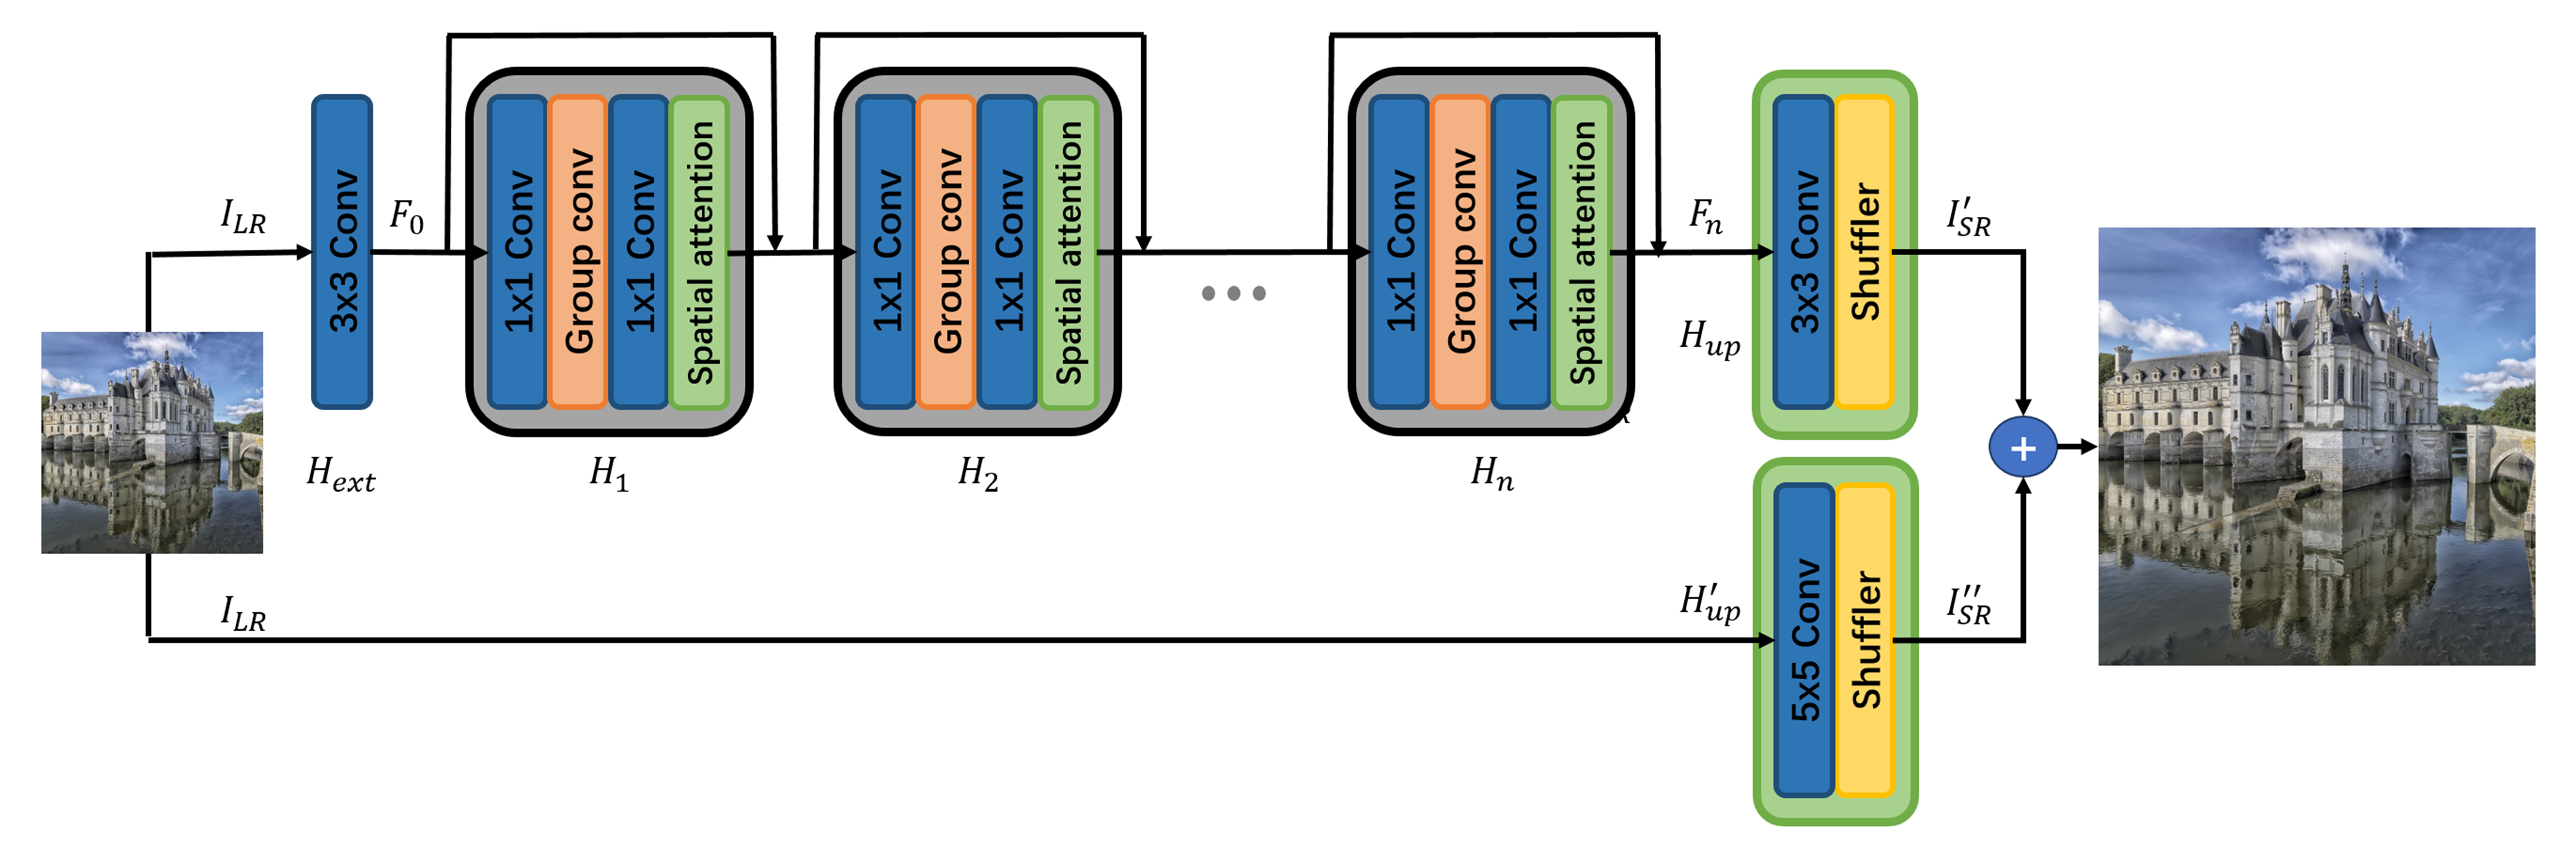 I_{LR}
3x3 Conv
H_{ext}
F_0
1x1 Conv
Group conv
1x1 Conv
Spatial attention
H_1
1x1 Conv
Group conv
1x1 Conv
Spatial attention
H_2
...
1x1 Conv
Group conv
1x1 Conv
Spatial attention
H_n
F_n
H_{up}
3x3 Conv
Shuffler
I'_{SR}
I_{LR}
H'_{up}
5x5 Conv
Shuffler
I''_{SR}
+